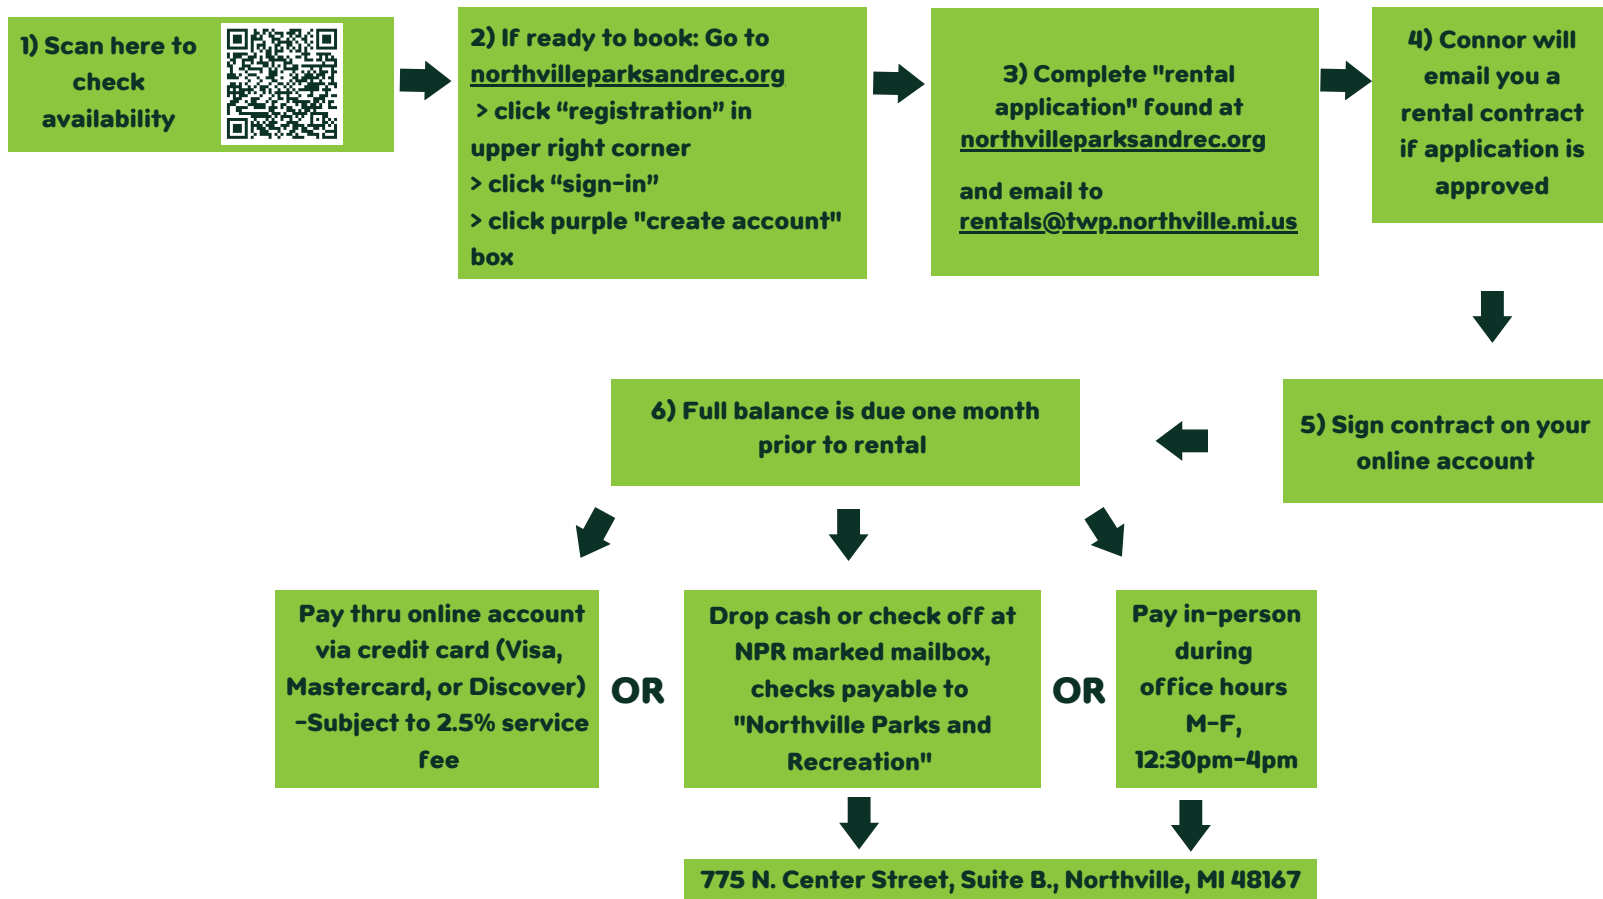 1) Scan here to
check
availability
2) If ready to book: Go to
northvilleparksandrec.org
> click “registration” in
upper right corner
> click “sign-in”
> click purple "create account"
box
3) Complete "rental
application" found at
northvilleparksandrec.org
and email to
rentals@twp.northville.mi.us
4) Connor will
email you a
rental contract
if application is
approved
5) Sign contract on your
online account
6) Full balance is due one month
prior to rental
Pay thru online account
via credit card (Visa,
Mastercard, or Discover)
-Subject to 2.5% service
fee
OR
Drop cash or check off at
NPR marked mailbox,
checks payable to
"Northville Parks and
Recreation"
OR
Pay in-person
during
office hours
M-F,
12:30pm-4pm
775 N. Center Street, Suite B., Northville, MI 48167